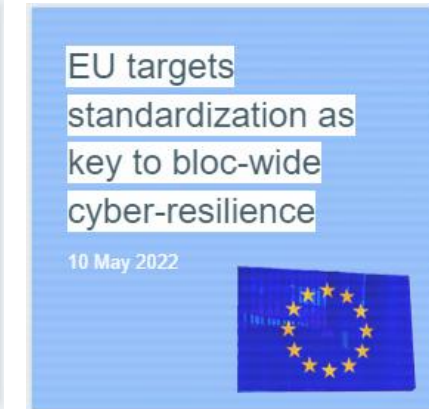 EU targets
standardization as
key to bloc-wide
cyber-resilience
10 May 2022